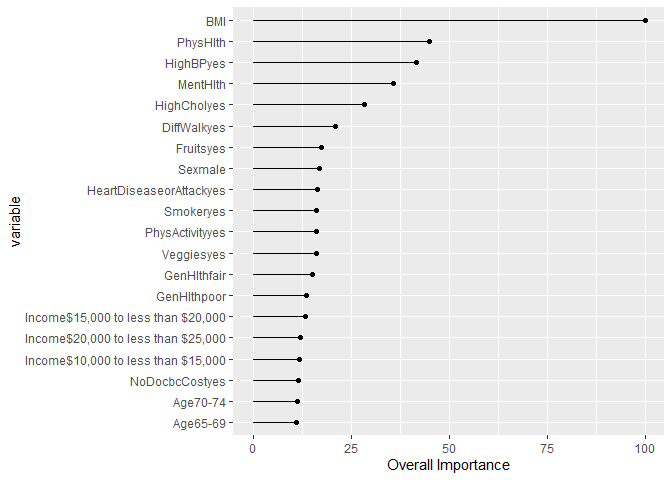 BMI
PhysHlth
HighBPyes
MentHlth
HighCholyes
DiffWalkyes
Fruitsyes
Sexmale
HeartDiseaseorAttackyes
Smokeryes
PhysActivityyes
Veggiesyes
GenHlthfair
GenHlthpoor
Income$15,000 to less than $20,000
Income$20,000 to less than $25,000
Income$10,000 to less than $15,000
NoDocbcCostyes
Age70-74
Age65-69
variable
0 25 50 75 100
Overall Importance